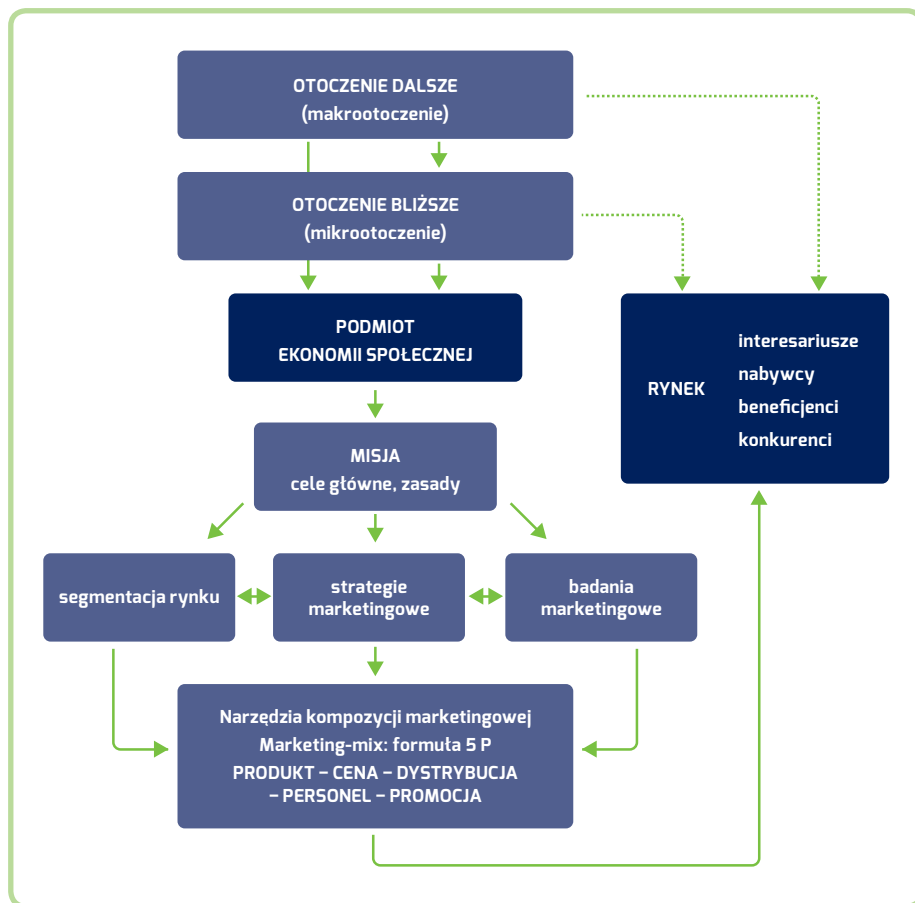 OTOCZENIE DALSZE
(makrootoczenie)
OTOCZENIE BLIŻSZE
(mikrootoczenie)
PODMIOT
EKONOMII SPOŁECZNEJ
RYNEK
interesariusze
nabywcy
beneficjenci
konkurenci
MISJA
cele główne, zasady
segmentacja rynku
strategie
marketingowe
badania
marketingowe
Narzędzia kompozycji marketingowej
Marketing-mix: formuła 5 P
PRODUKT – CENA – DYSTRYBUCJA
– PERSONEL – PROMOCJA